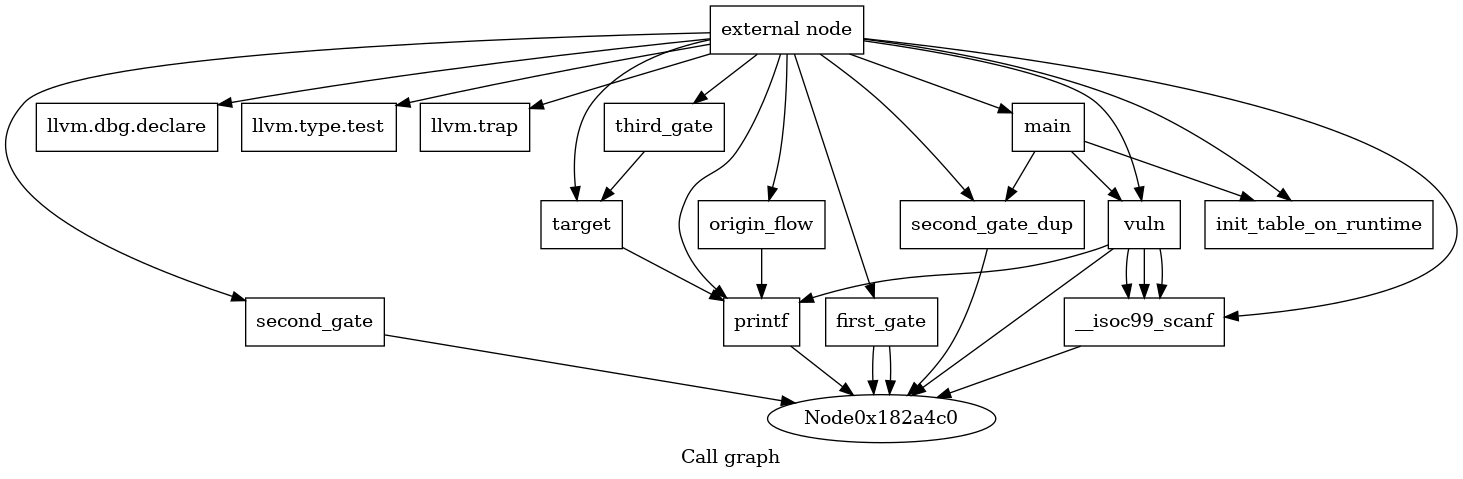 external node
llvm.dbg.declare
llvm.type.test
llvm.trap
third_gate
main
target
origin_flow
second_gate_dup
vuln
init_table_on_runtime
second_gate
printf
first_gate
__isoc99_scanf
Node0x182a4c0
Call graph